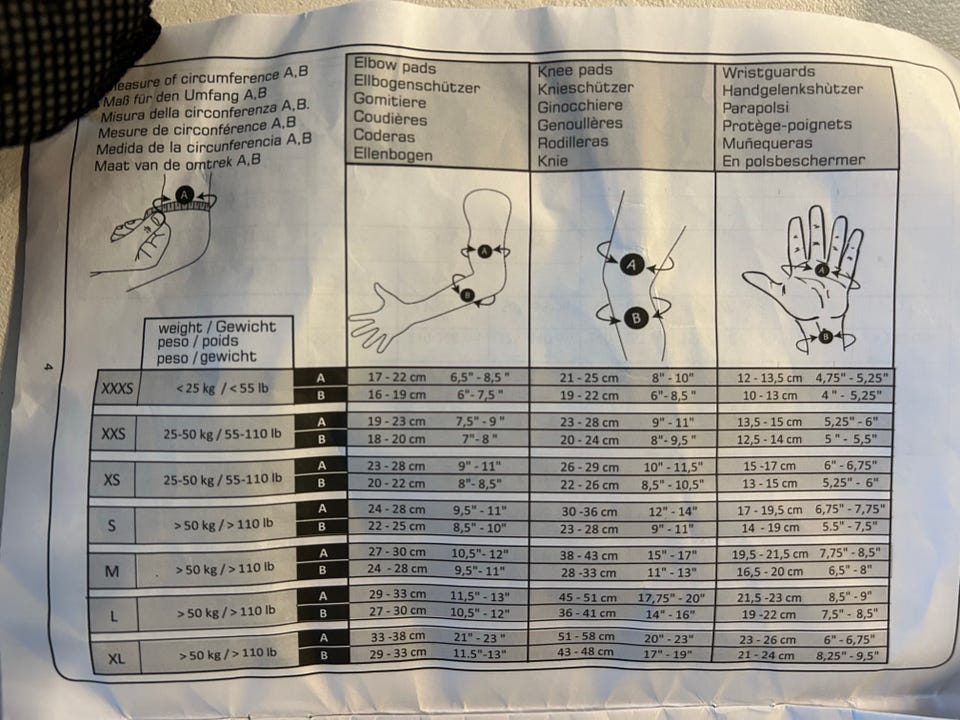 easure of circumference A,B
Maß für den Umfang A,B
Misura della circonferenza A,B.
Mesure de circonférence A,B
Medida de la circunferencia A,B
Maat van de omtrek A,B
Elbow pads
Ellbogenschützer
Gomitiere
Coudières
Coderas
Ellenbogen
Knee pads
Knieschützer
Ginocchiere
Genoullères
Rodilleras
Knie
Wristguards
Handgelenkshützer
Parapolsi
Protège-poignets
Muñequeras
En polsbeschermer
A
A
B
A
B
A
B
weight / Gewicht
peso / poids
peso / gewicht
4
XXXS < 25 kg / < 55 lb A 17 - 22 cm 6,5" - 8,5 " 21 - 25 cm 8" - 10" 12 - 13,5 cm 4,75" - 5,25"
B 16 - 19 cm 6"- 7,5 " 19 - 22 cm 6"- 8,5 " 10 - 13 cm 4 " - 5,25"
XXS 25-50 kg / 55-110 lb A 19 - 23 cm 7,5" - 9 " 23 - 28 cm 9" - 11" 13,5 - 15 cm 5,25" - 6"
B 18 - 20 cm 7"- 8 " 20 - 24 cm 8"- 9,5 " 12,5 - 14 cm 5 " - 5,5"
XS 25-50 kg / 55-110 lb A 23 - 28 cm 9" - 11" 26 - 29 cm 10" - 11,5" 15 -17 cm 6" - 6,75"
B 20 - 22 cm 8"- 8,5" 22 - 26 cm 8,5" - 10,5" 13 - 15 cm 5,25" - 6"
S > 50 kg / > 110 lb A 24 - 28 cm 9,5" - 11" 30 -36 cm 12" - 14" 17 - 19,5 cm 6,75" - 7,75"
B 22 - 25 cm 8,5" - 10" 23 - 28 cm 9" - 11" 14 - 19 cm 5.5" - 7,5"
M > 50 kg / > 110 lb A 27 - 30 cm 10,5"- 12" 38 - 43 cm 15" - 17" 19,5 - 21,5 cm 7,75" - 8,5"
B 24 - 28 cm 9,5"- 11" 28 -33 cm 11" - 13" 16,5 - 20 cm 6,5" - 8"
L > 50 kg / > 110 lb A 29 - 33 cm 11,5" - 13" 45 - 51 cm 17,75" - 20" 21,5 -23 cm 8,5" - 9"
B 27 - 30 cm 10,5" - 12" 36 - 41 cm 14" - 16" 19 -22 cm 7,5" - 8,5"
XL > 50 kg / > 110 lb A 33 -38 cm 21" - 23 " 51 - 58 cm 20" - 23" 23 - 26 cm 6" - 6,75"
B 29 - 33 cm 11.5"-13" 43 - 48 cm 17" - 19" 21 - 24 cm 8,25" - 9,5"